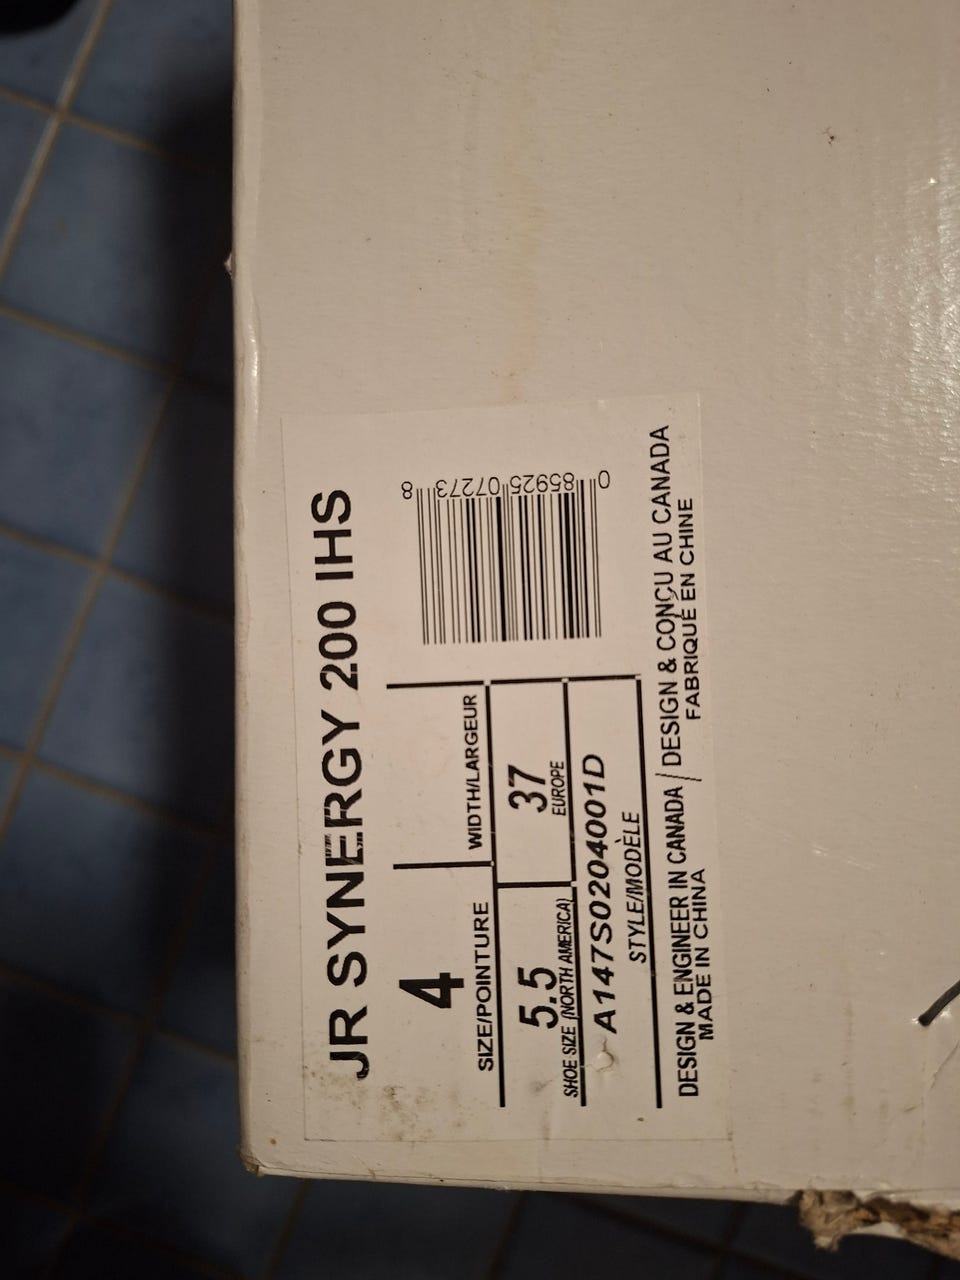 JR SYNERGY 200 IHS
4
SIZE/POINTURE
WIDTH/LARGEUR
5.5
SHOE SIZE (NORTH AMERICA)
37
EUROPE
A147S0204001D
STYLE/MODÈLE
0 85925 07273 8
DESIGN & ENGINEER IN CANADA / DESIGN & CONÇU AU CANADA
MADE IN CHINA FABRIQUÉ EN CHINE